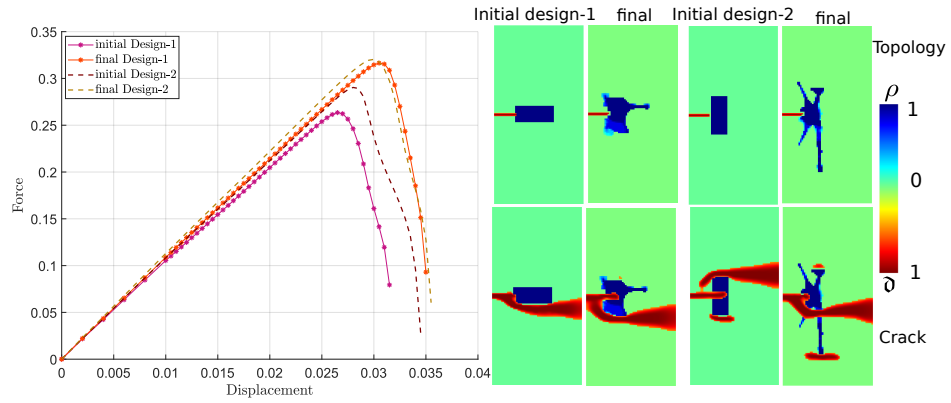 Initial design-1 final Initial design-2 final
0.35
0.3
0.25
0.2
0.15
0.1
0.05
0
Force
initial Design-1
final Design-1
initial Design-2
final Design-2
0 0.005 0.01 0.015 0.02 0.025 0.03 0.035 0.04
Displacement
Topology
ρ
1
0
1
𝔡
Crack